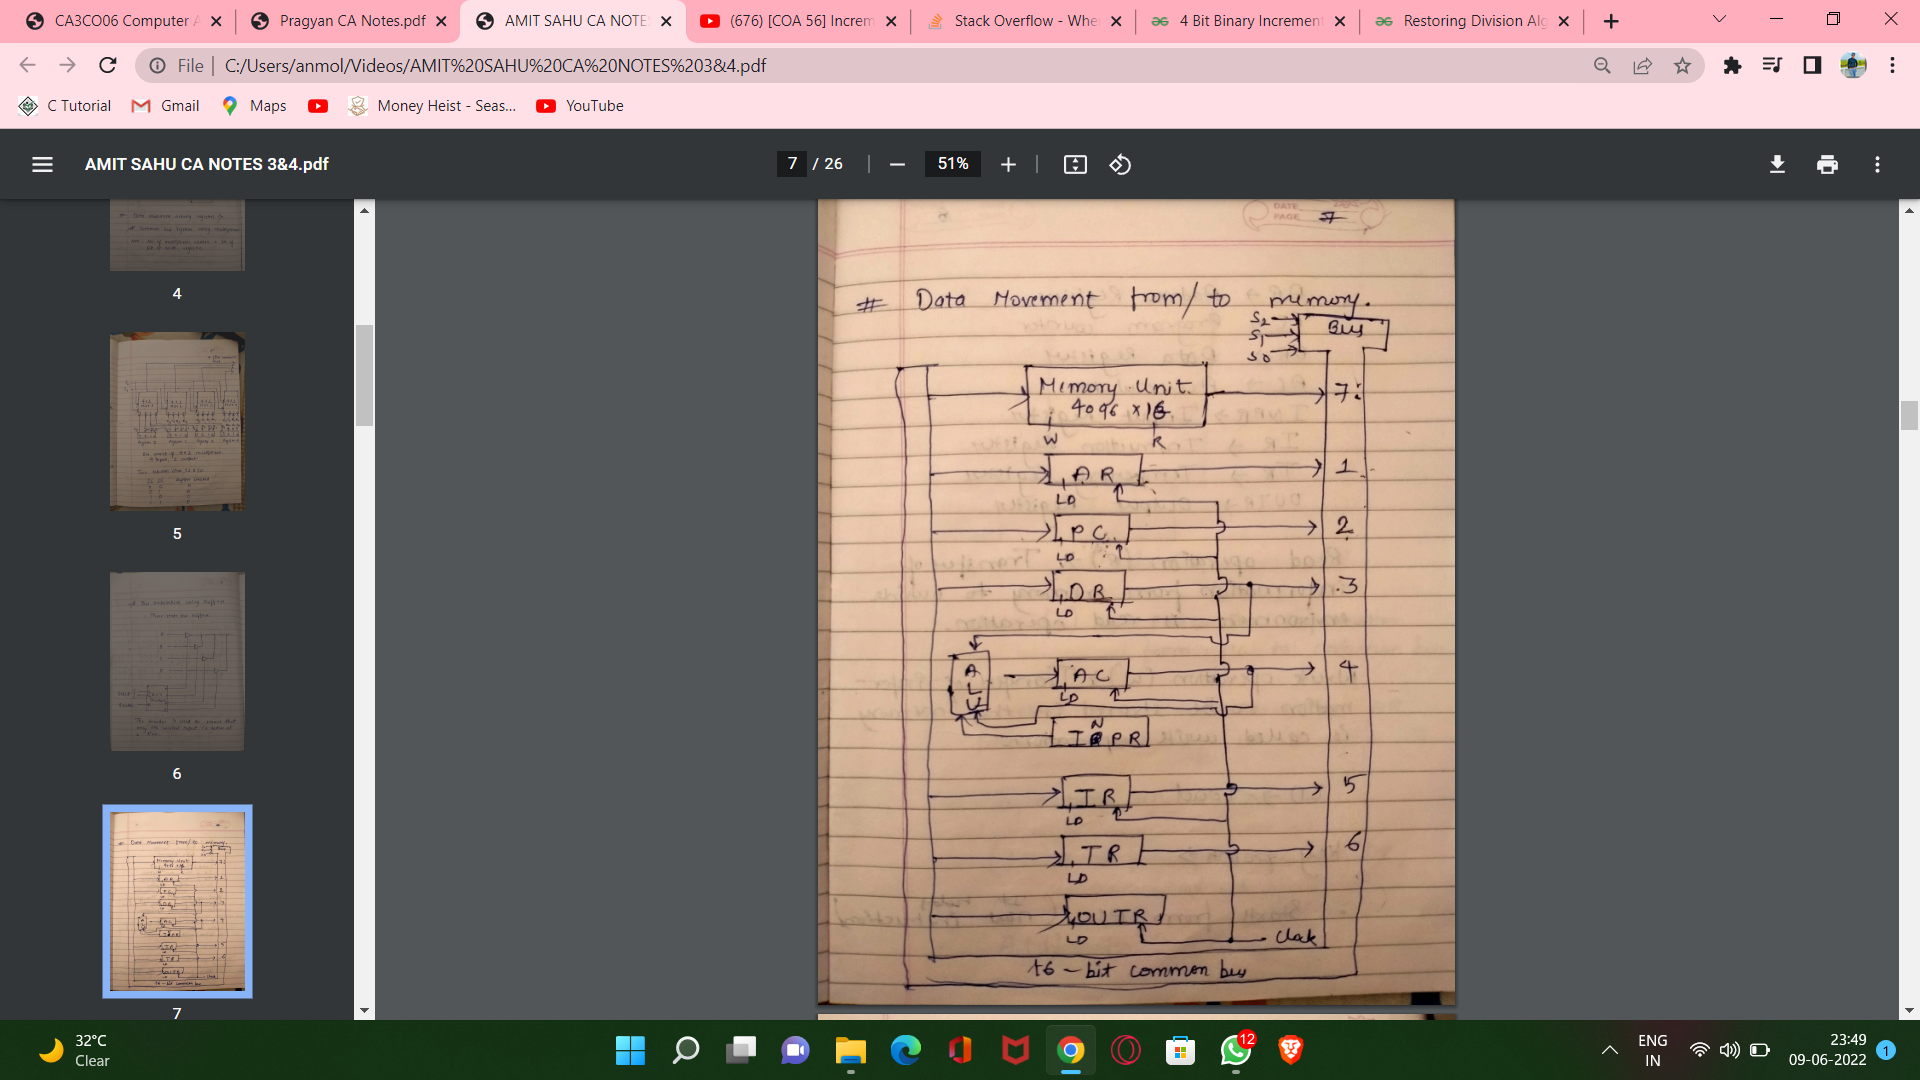 CA3CO06 Computer A
Pragyan CA Notes.pdf
AMIT SAHU CA NOTE
(676) [COA 56] Increm
Stack Overflow - Whe
4 Bit Binary Increment
Restoring Division Alg
File
C:/Users/anmol/Videos/AMIT%20SAHU%20CA%20NOTES%203&4.pdf
C Tutorial
Gmail
Maps
Money Heist - Seas...
YouTube
AMIT SAHU CA NOTES 3&4.pdf
7 / 26
51%
4
5
6
7
DATE
PAGE 7
# Data Movement from/to memory.
S2
S1
S0
Bus
Memory Unit
4096 x 16
7
W
R
AR
1
LD
PC
2
LD
DR
3
LD
ALU
AC
4
LD
INPR
IR
5
LD
TR
6
LD
OUTR
LD
Clock
16-bit common bus
32°C
Clear
12
ENG
IN
23:49
09-06-2022
1